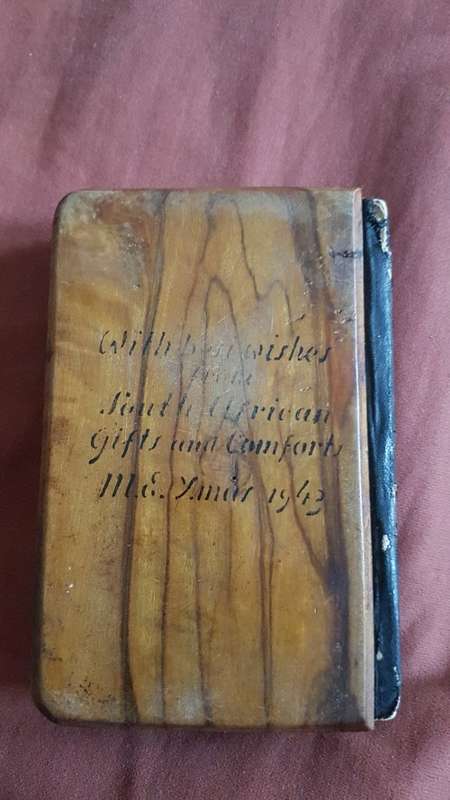 With best wishes
from
South African
Gifts and Comforts
M.E. Xmas 1943